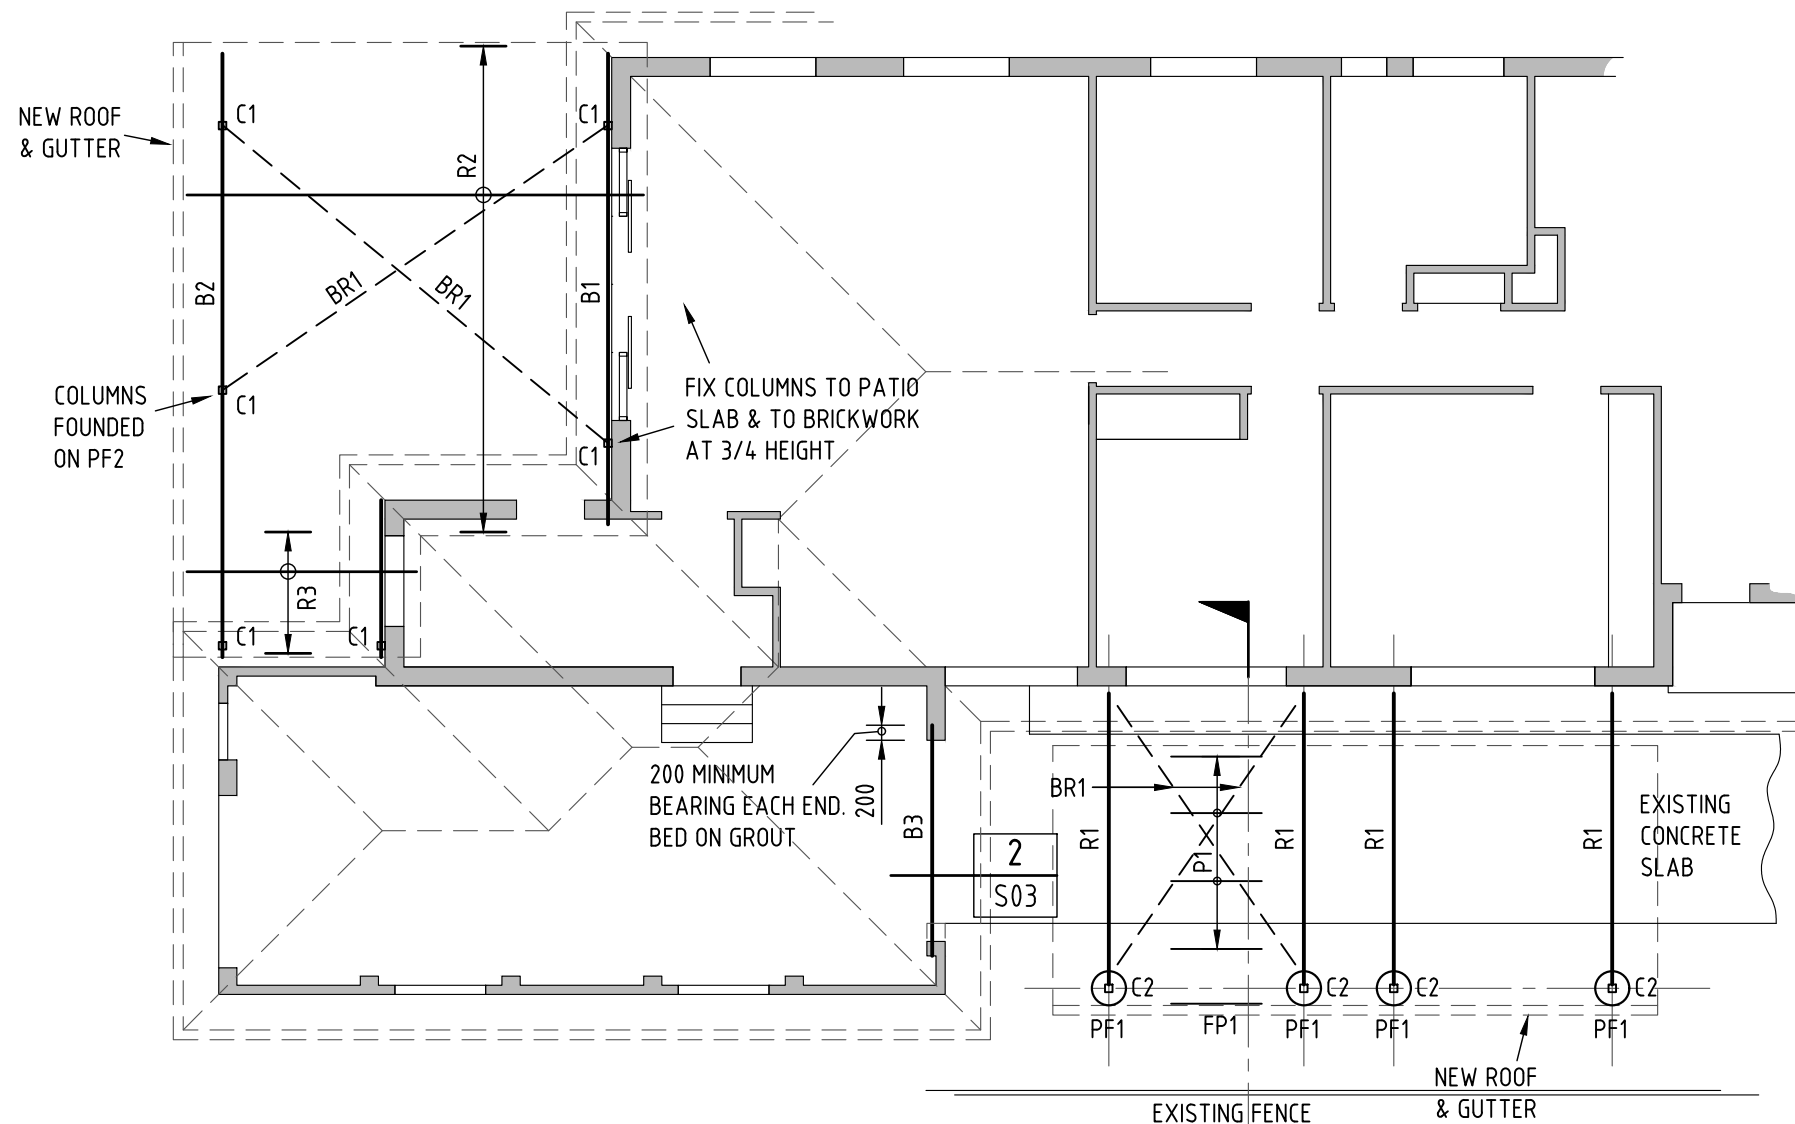 NEW ROOF
& GUTTER
C1
C1
R2
B2
BR1
BR1
B1
COLUMNS
FOUNDED
ON PF2
C1
C1
FIX COLUMNS TO PATIO
SLAB & TO BRICKWORK
AT 3/4 HEIGHT
R3
C1
C1
200 MINIMUM
BEARING EACH END.
BED ON GROUT
200
B3
2
S03
BR1
R1
P1
R1
R1
R1
EXISTING
CONCRETE
SLAB
C2
C2
C2
C2
PF1
FP1
PF1
PF1
PF1
NEW ROOF
& GUTTER
EXISTING FENCE